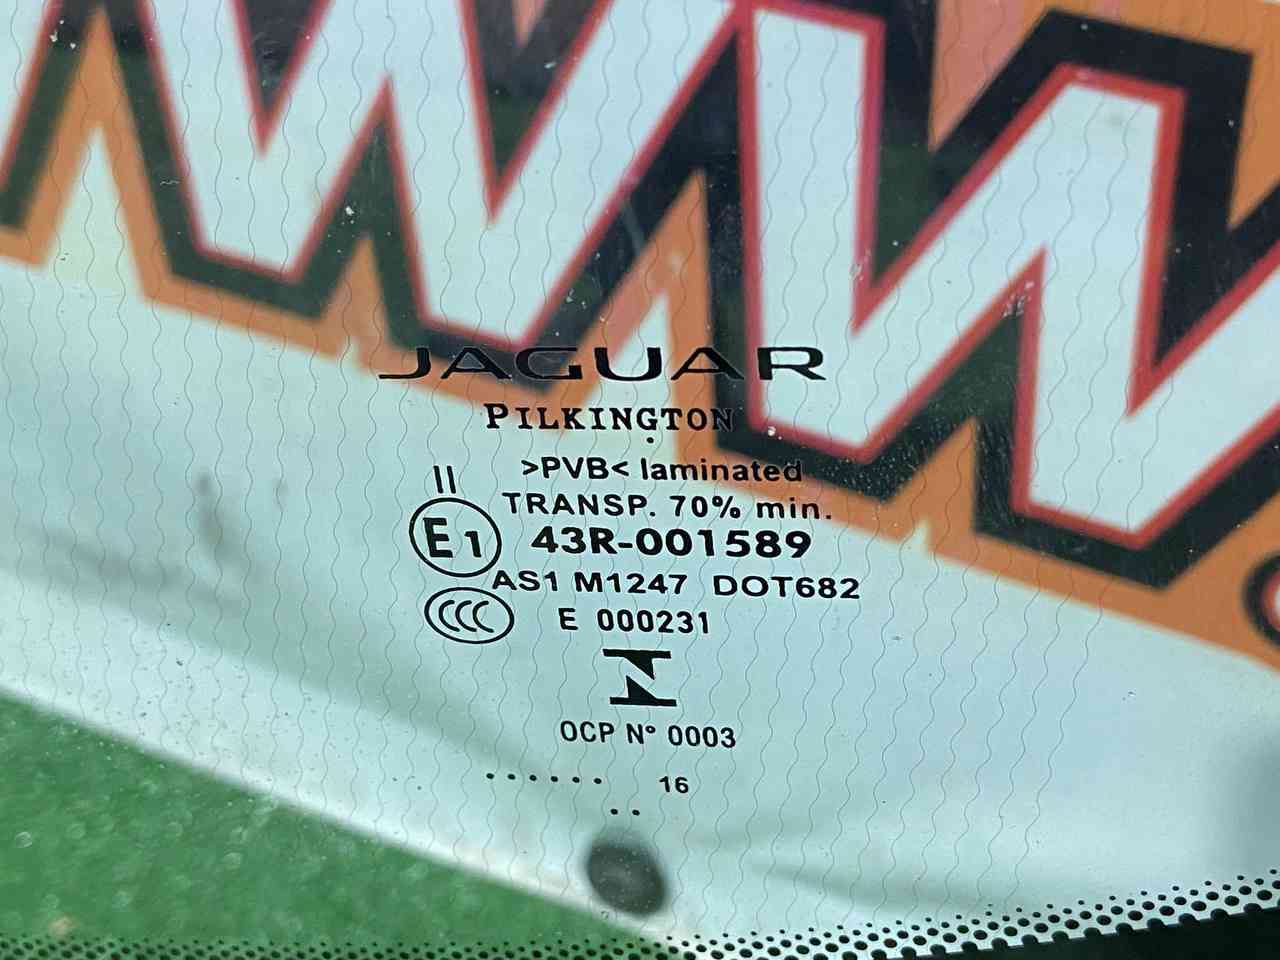 JAGUAR
PILKINGTON
>PVB< laminated
II
TRANSP. 70% min.
E1 43R-001589
AS1 M1247 DOT682
CCC
E 000231
OCP Nº 0003
...... 16
..